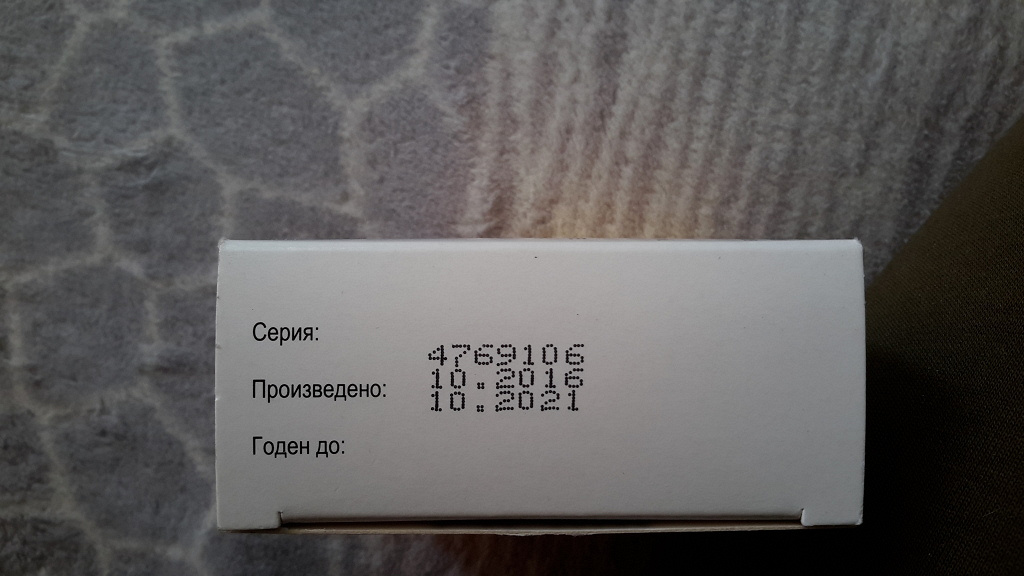 Серия:
4769106
Произведено:
10.2016
10.2021
Годен до: